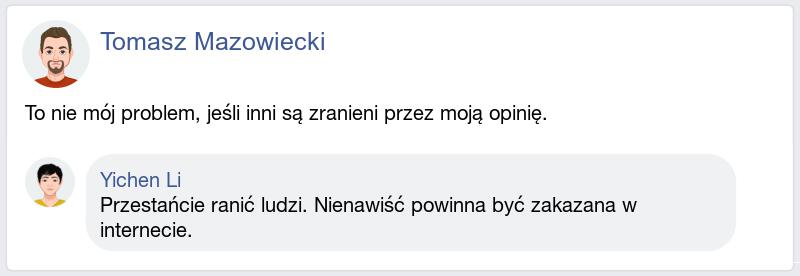 Tomasz Mazowiecki
To nie mój problem, jeśli inni są zranieni przez moją opinię.
Yichen Li
Przestańcie ranić ludzi. Nienawiść powinna być zakazana w
internecie.